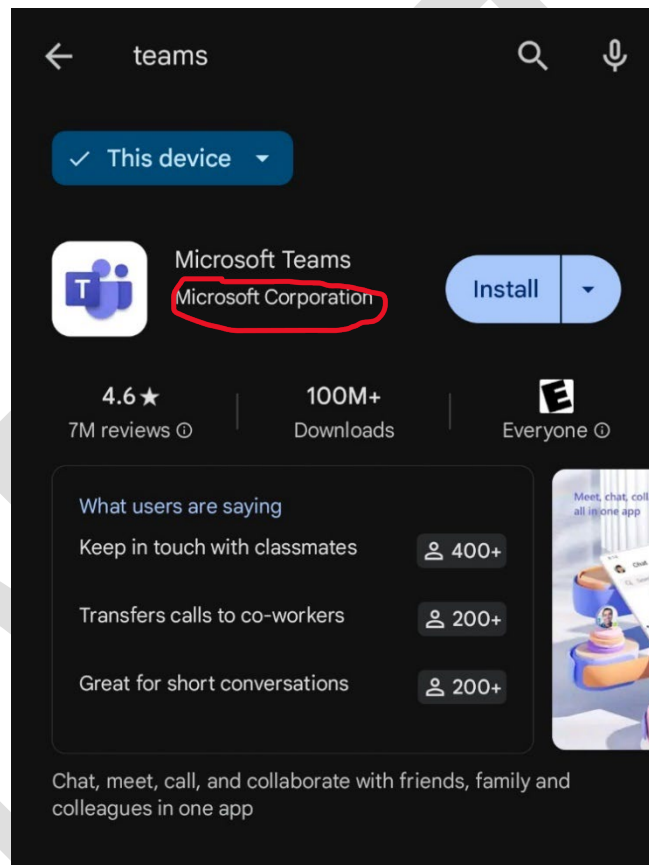 teams
This device
Microsoft Teams
Microsoft Corporation
Install
T
4.6★
7M reviews
100M+
Downloads
E
Everyone
What users are saying
Keep in touch with classmates
400+
Transfers calls to co-workers
200+
Great for short conversations
200+
Meet, chat, coll
all in one app
Chat, meet, call, and collaborate with friends, family and
colleagues in one app